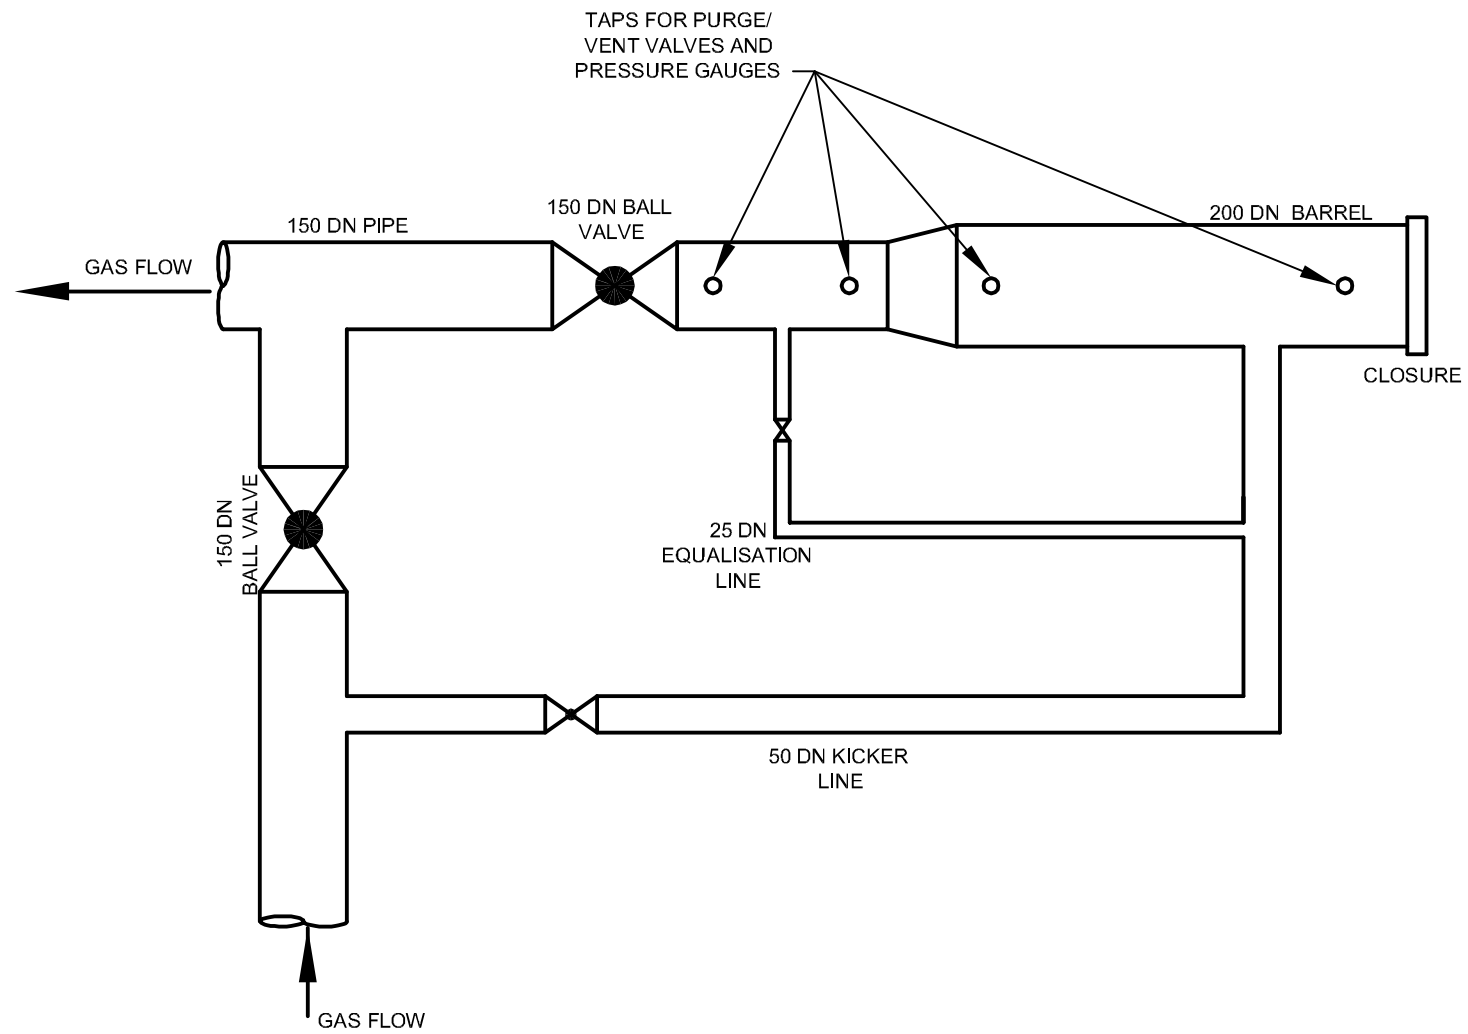 TAPS FOR PURGE/
VENT VALVES AND
PRESSURE GAUGES
150 DN BALL
VALVE
200 DN BARREL
150 DN PIPE
GAS FLOW
CLOSURE
150 DN
BALL VALVE
25 DN
EQUALISATION
LINE
50 DN KICKER
LINE
GAS FLOW